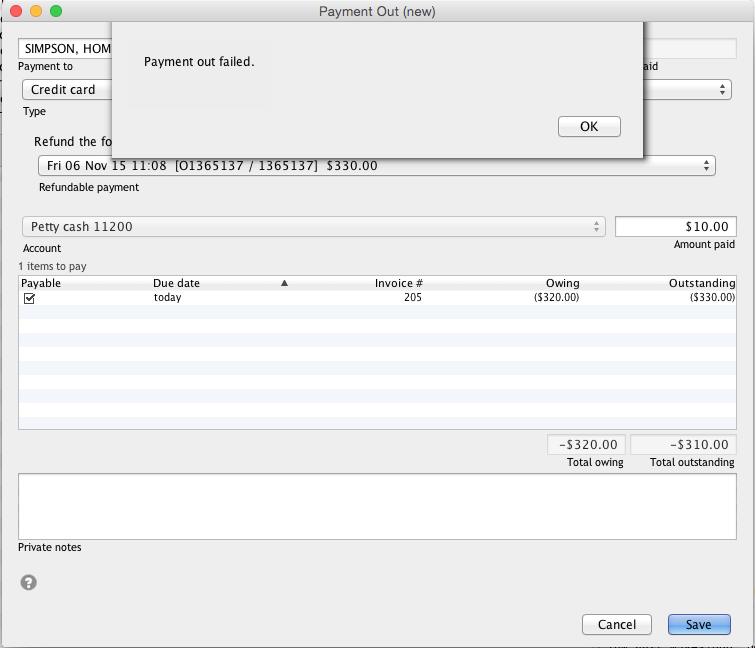 Payment Out (new)
SIMPSON, HOM
Payment to
aid
Payment out failed.
OK
Credit card
Type
Refund the fo
Fri 06 Nov 15 11:08 [O1365137 / 1365137] $330.00
Refundable payment
Petty cash 11200
$10.00
Account
Amount paid
1 items to pay
Payable Due date ▲ Invoice # Owing Outstanding
today 205 ($320.00) ($330.00)
-$320.00 -$310.00
Total owing Total outstanding
Private notes
?
Cancel Save